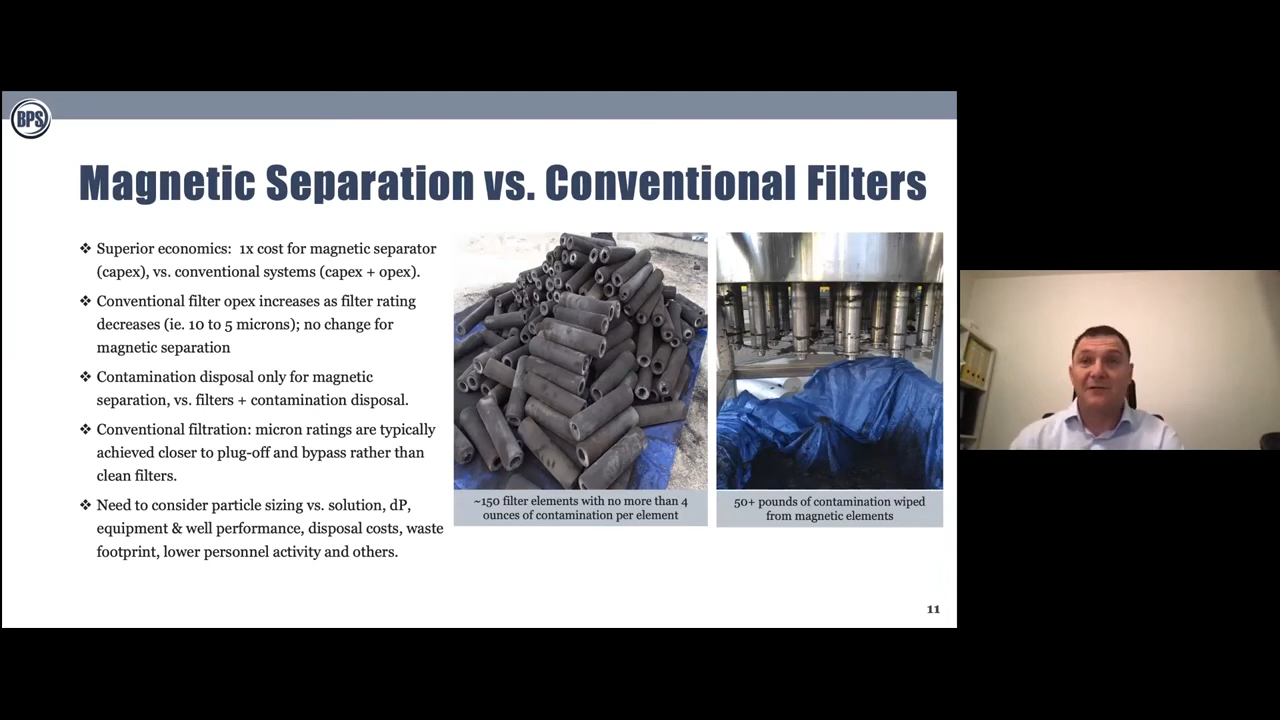 BPS
Magnetic Separation vs. Conventional Filters
❖ Superior economics:  1x cost for magnetic separator
(capex), vs. conventional systems (capex + opex).
❖ Conventional filter opex increases as filter rating
decreases (ie. 10 to 5 microns); no change for
magnetic separation
❖ Contamination disposal only for magnetic
separation, vs. filters + contamination disposal.
❖ Conventional filtration: micron ratings are typically
achieved closer to plug-off and bypass rather than
clean filters.
❖ Need to consider particle sizing vs. solution, dP,
equipment & well performance, disposal costs, waste
footprint, lower personnel activity and others.
~150 filter elements with no more than 4
ounces of contamination per element
50+ pounds of contamination wiped
from magnetic elements
11